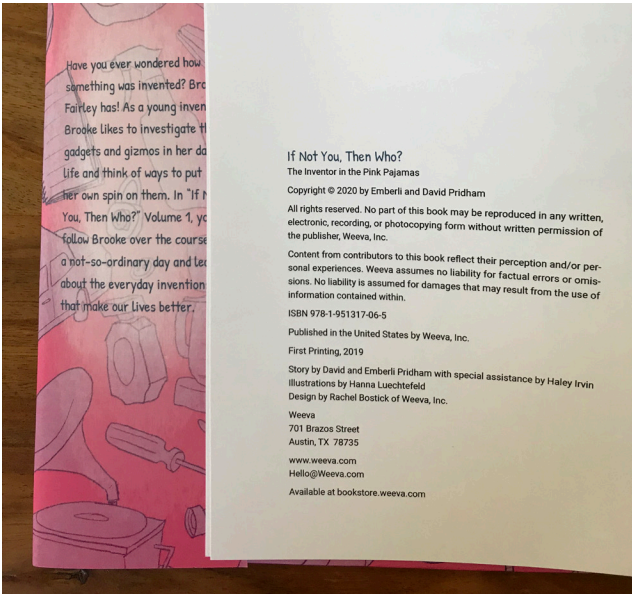 Have you ever wondered how
something was invented?
Fairley has! As a young
Brooke likes to investigate
gadgets and gizmos in her
life and think of ways to put
her own spin on them. In "If
You, Then Who?" Volume 1,
follow Brooke over the course
a not-so-ordinary day and
about the everyday invention
that make our lives better.
If Not You, Then Who?
The Inventor in the Pink Pajamas
Copyright © 2020 by Emberli and David Pridham
All rights reserved. No part of this book may be reproduced in any written,
electronic, recording, or photocopying form without written permission of
the publisher, Weeva, Inc.
Content from contributors to this book reflect their perception and/or per-
sonal experiences. Weeva assumes no liability for factual errors or omis-
sions. No liability is assumed for damages that may result from the use of
information contained within.
ISBN 978-1-951317-06-5
Published in the United States by Weeva, Inc.
First Printing, 2019
Story by David and Emberli Pridham with special assistance by Haley Irvin
Illustrations by Hanna Luechtefeld
Design by Rachel Bostick of Weeva, Inc.
Weeva
701 Brazos Street
Austin, TX 78735
www.weeva.com
Hello@Weeva.com
Available at bookstore.weeva.com